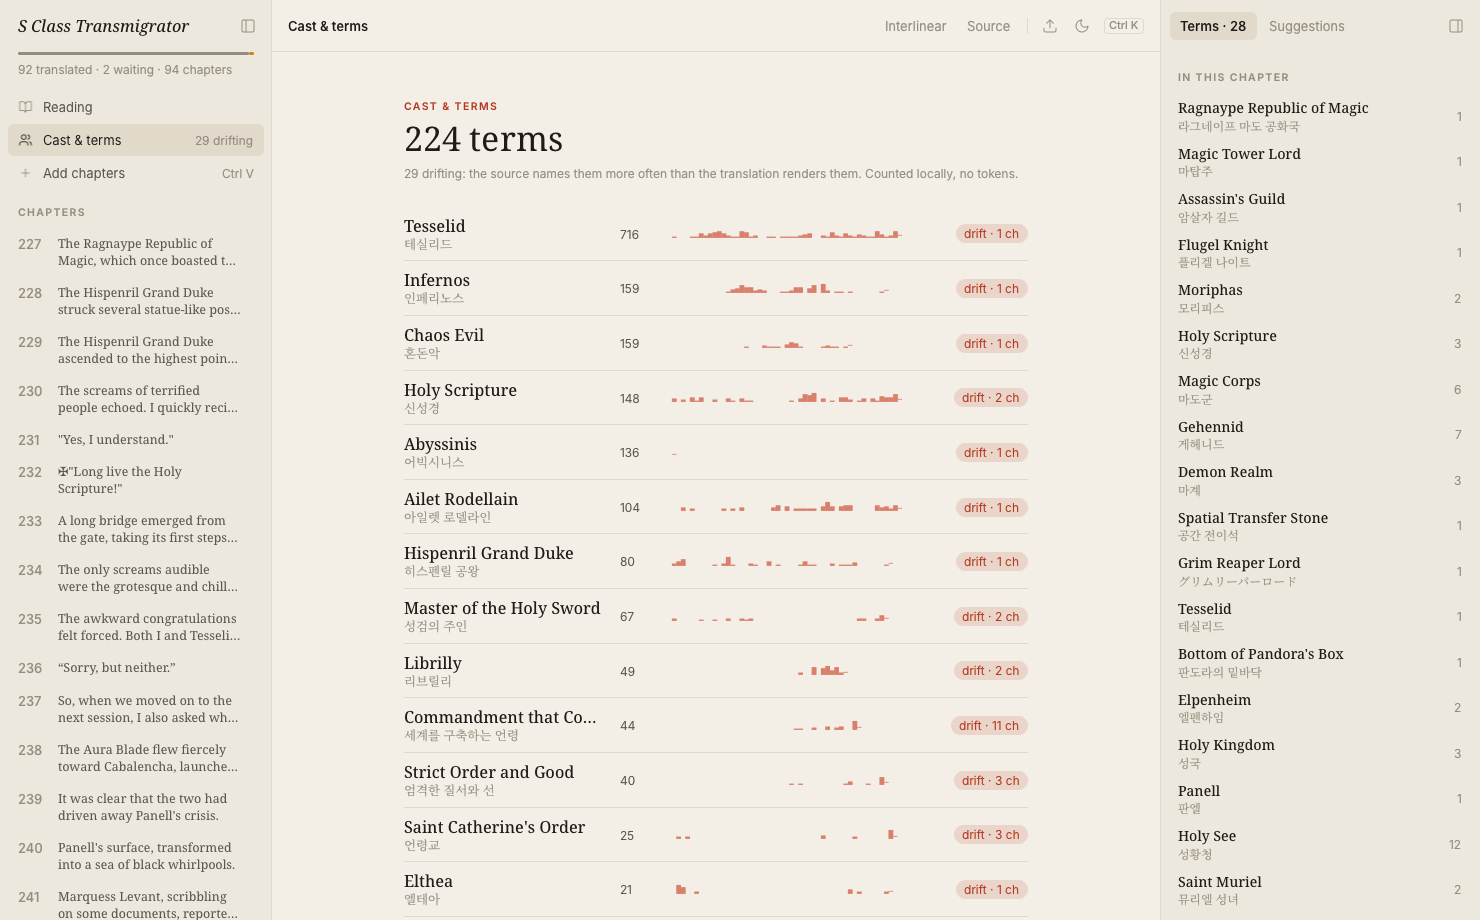 S Class Transmigrator
92 translated · 2 waiting · 94 chapters
Reading
Cast & terms
29 drifting
Add chapters
Ctrl V
CHAPTERS
227
The Ragnaype Republic of
Magic, which once boasted t...
228
The Hispenril Grand Duke
struck several statue-like pos...
229
The Hispenril Grand Duke
ascended to the highest poin...
230
The screams of terrified
people echoed. I quickly reci...
231
"Yes, I understand."
232
✠"Long live the Holy
Scripture!"
233
A long bridge emerged from
the gate, taking its first steps...
234
The only screams audible
were the grotesque and chill...
235
The awkward congratulations
felt forced. Both I and Tesseli...
236
“Sorry, but neither.”
237
So, when we moved on to the
next session, I also asked wh...
238
The Aura Blade flew fiercely
toward Cabalencha, launche...
239
It was clear that the two had
driven away Panell's crisis.
240
Panell's surface, transformed
into a sea of black whirlpools.
241
Marquess Levant, scribbling
on some documents, reporte...
Cast & terms
Interlinear
Source
Ctrl K
CAST & TERMS
224 terms
29 drifting: the source names them more often than the translation renders them. Counted locally, no tokens.
Tesselid
테실리드
716
drift · 1 ch
Infernos
인페리노스
159
drift · 1 ch
Chaos Evil
혼돈악
159
drift · 1 ch
Holy Scripture
신성경
148
drift · 2 ch
Abyssinis
어빅시니스
136
drift · 1 ch
Ailet Rodellain
아일렛 로델라인
104
drift · 1 ch
Hispenril Grand Duke
히스펜릴 공왕
80
drift · 1 ch
Master of the Holy Sword
성검의 주인
67
drift · 2 ch
Librilly
리브릴리
49
drift · 2 ch
Commandment that Co...
세계를 구축하는 언령
44
drift · 11 ch
Strict Order and Good
엄격한 질서와 선
40
drift · 3 ch
Saint Catherine's Order
언령교
25
drift · 3 ch
Elthea
엘테아
21
drift · 1 ch
Terms · 28
Suggestions
IN THIS CHAPTER
Ragnaype Republic of Magic
라그네이프 마도 공화국
1
Magic Tower Lord
마탑주
1
Assassin's Guild
암살자 길드
1
Flugel Knight
플리겔 나이트
1
Moriphas
모리피스
2
Holy Scripture
신성경
3
Magic Corps
마도군
6
Gehennid
게헤니드
7
Demon Realm
마계
3
Spatial Transfer Stone
공간 전이석
1
Grim Reaper Lord
グリムリーパーロード
1
Tesselid
테실리드
1
Bottom of Pandora's Box
판도라의 밑바닥
1
Elpenheim
엘펜하임
2
Holy Kingdom
성국
3
Panell
판엘
1
Holy See
성황청
12
Saint Muriel
뮤리엘 성녀
2